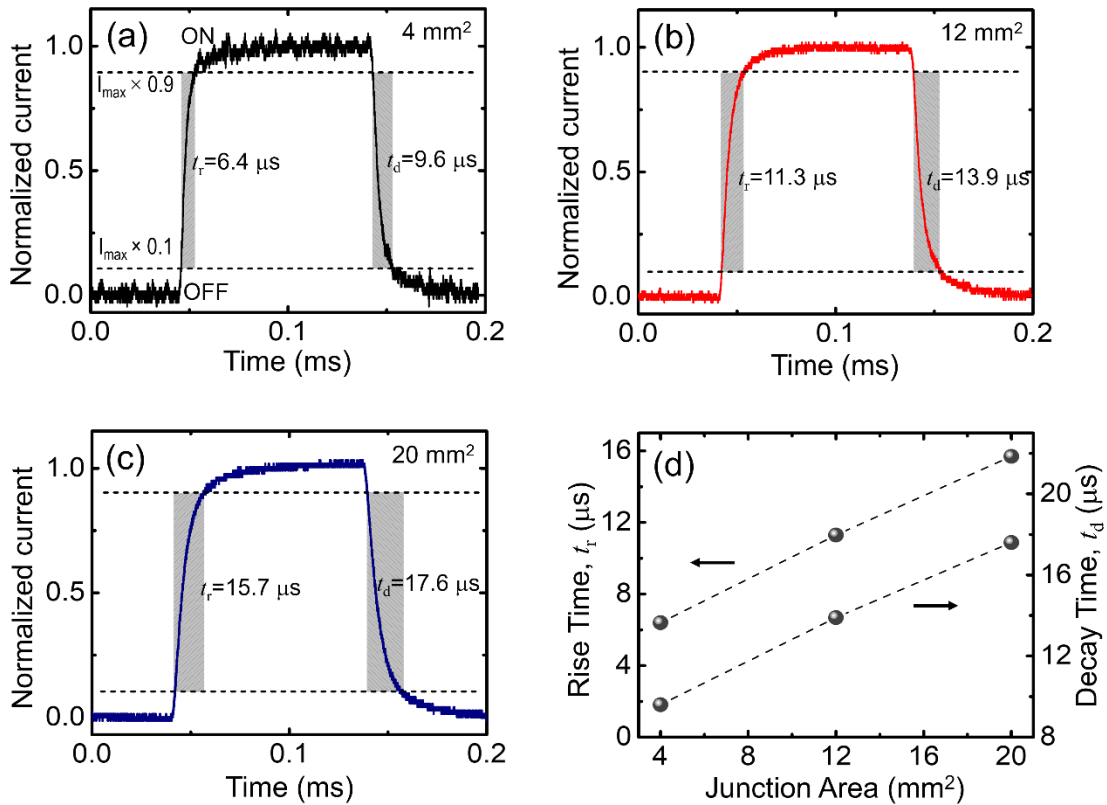 (a)
ON
4 mm²
1.0
Imax × 0.9
0.5
tr=6.4 μs
td=9.6 μs
Imax × 0.1
0.0
OFF
0.0
0.1
0.2
Normalized current
Time (ms)
(b)
12 mm²
1.0
0.5
tr=11.3 μs
td=13.9 μs
0.0
0.0
0.1
0.2
Normalized current
Time (ms)
(c)
20 mm²
1.0
0.5
tr=15.7 μs
td=17.6 μs
0.0
0.0
0.1
0.2
Normalized current
Time (ms)
(d)
16
12
8
4
0
Rise Time, tr (μs)
20
16
12
8
Decay Time, td (μs)
4
8
12
16
20
Junction Area (mm²)